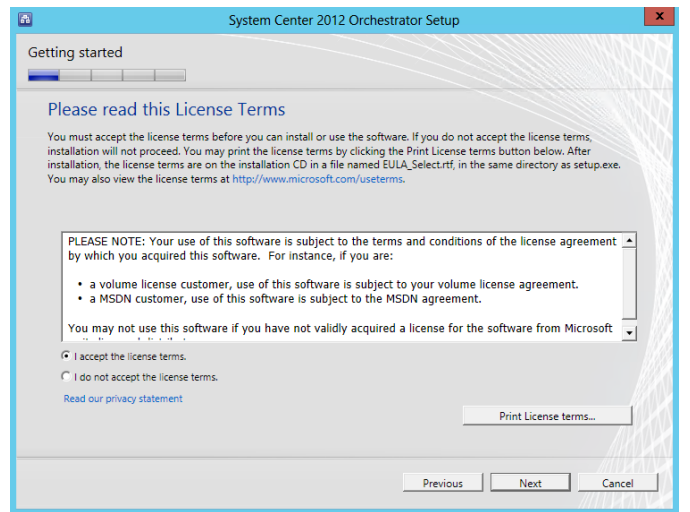 System Center 2012 Orchestrator Setup
x
Getting started
Please read this License Terms
You must accept the license terms before you can install or use the software. If you do not accept the license terms,
installation will not proceed. You may print the license terms by clicking the Print License terms button below. After
installation, the license terms are on the installation CD in a file named EULA_Select.rtf, in the same directory as setup.exe.
You may also view the license terms at http://www.microsoft.com/useterms.
PLEASE NOTE: Your use of this software is subject to the terms and conditions of the license agreement
by which you acquired this software. For instance, if you are:
• a volume license customer, use of this software is subject to your volume license agreement.
• a MSDN customer, use of this software is subject to the MSDN agreement.
You may not use this software if you have not validly acquired a license for the software from Microsoft
I accept the license terms.
I do not accept the license terms.
Read our privacy statement
Print License terms...
Previous
Next
Cancel